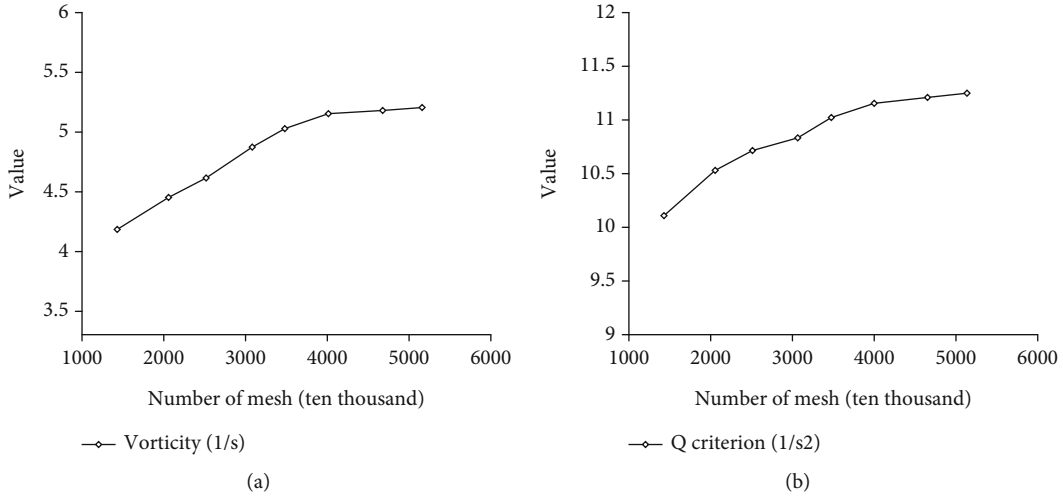 6
5.5
5
4.5
4
3.5
Value
1000 2000 3000 4000 5000 6000
Number of mesh (ten thousand)
Vorticity (1/s)
(a)
12
11.5
11
10.5
10
9.5
9
Value
1000 2000 3000 4000 5000 6000
Number of mesh (ten thousand)
Q criterion (1/s2)
(b)